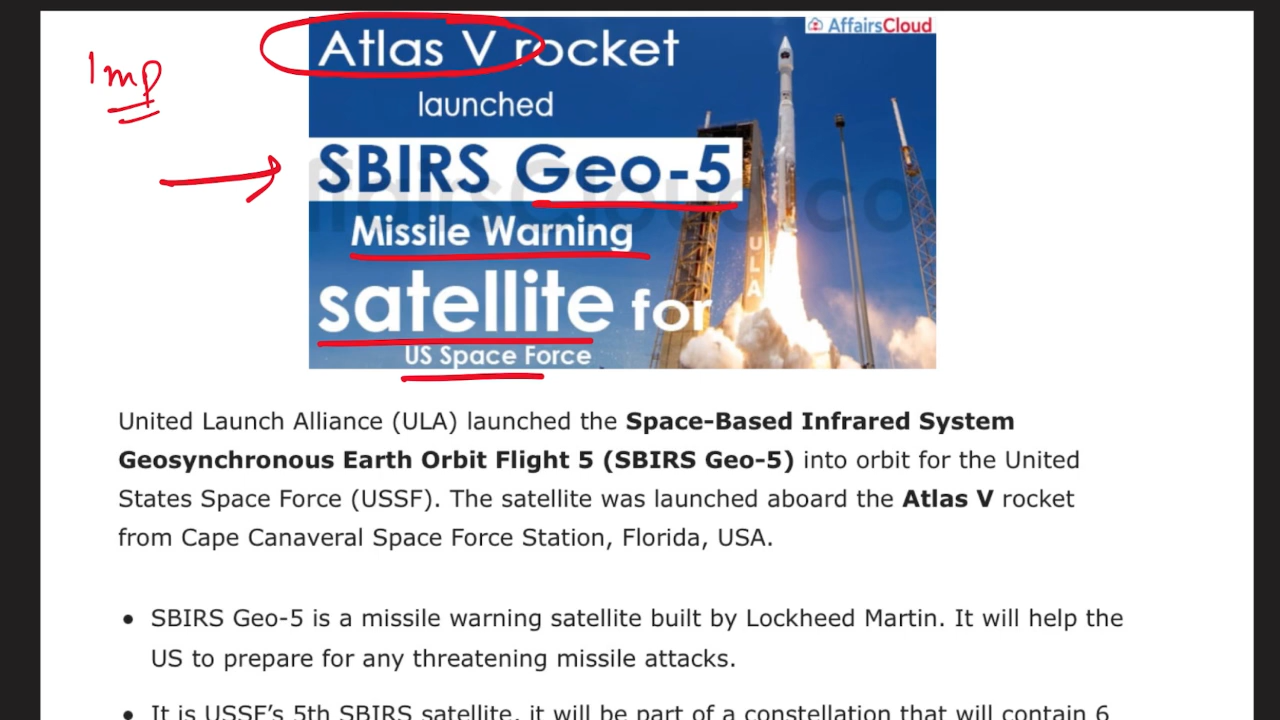 AffairsCloud
Atlas V rocket
Imp
launched
SBIRS Geo-5
Missile Warning
satellite for
US Space Force
ULA
United Launch Alliance (ULA) launched the Space-Based Infrared System
Geosynchronous Earth Orbit Flight 5 (SBIRS Geo-5) into orbit for the United
States Space Force (USSF). The satellite was launched aboard the Atlas V rocket
from Cape Canaveral Space Force Station, Florida, USA.
• SBIRS Geo-5 is a missile warning satellite built by Lockheed Martin. It will help the
US to prepare for any threatening missile attacks.
• It is USSF's 5th SBIRS satellite, it will be part of a constellation that will contain 6